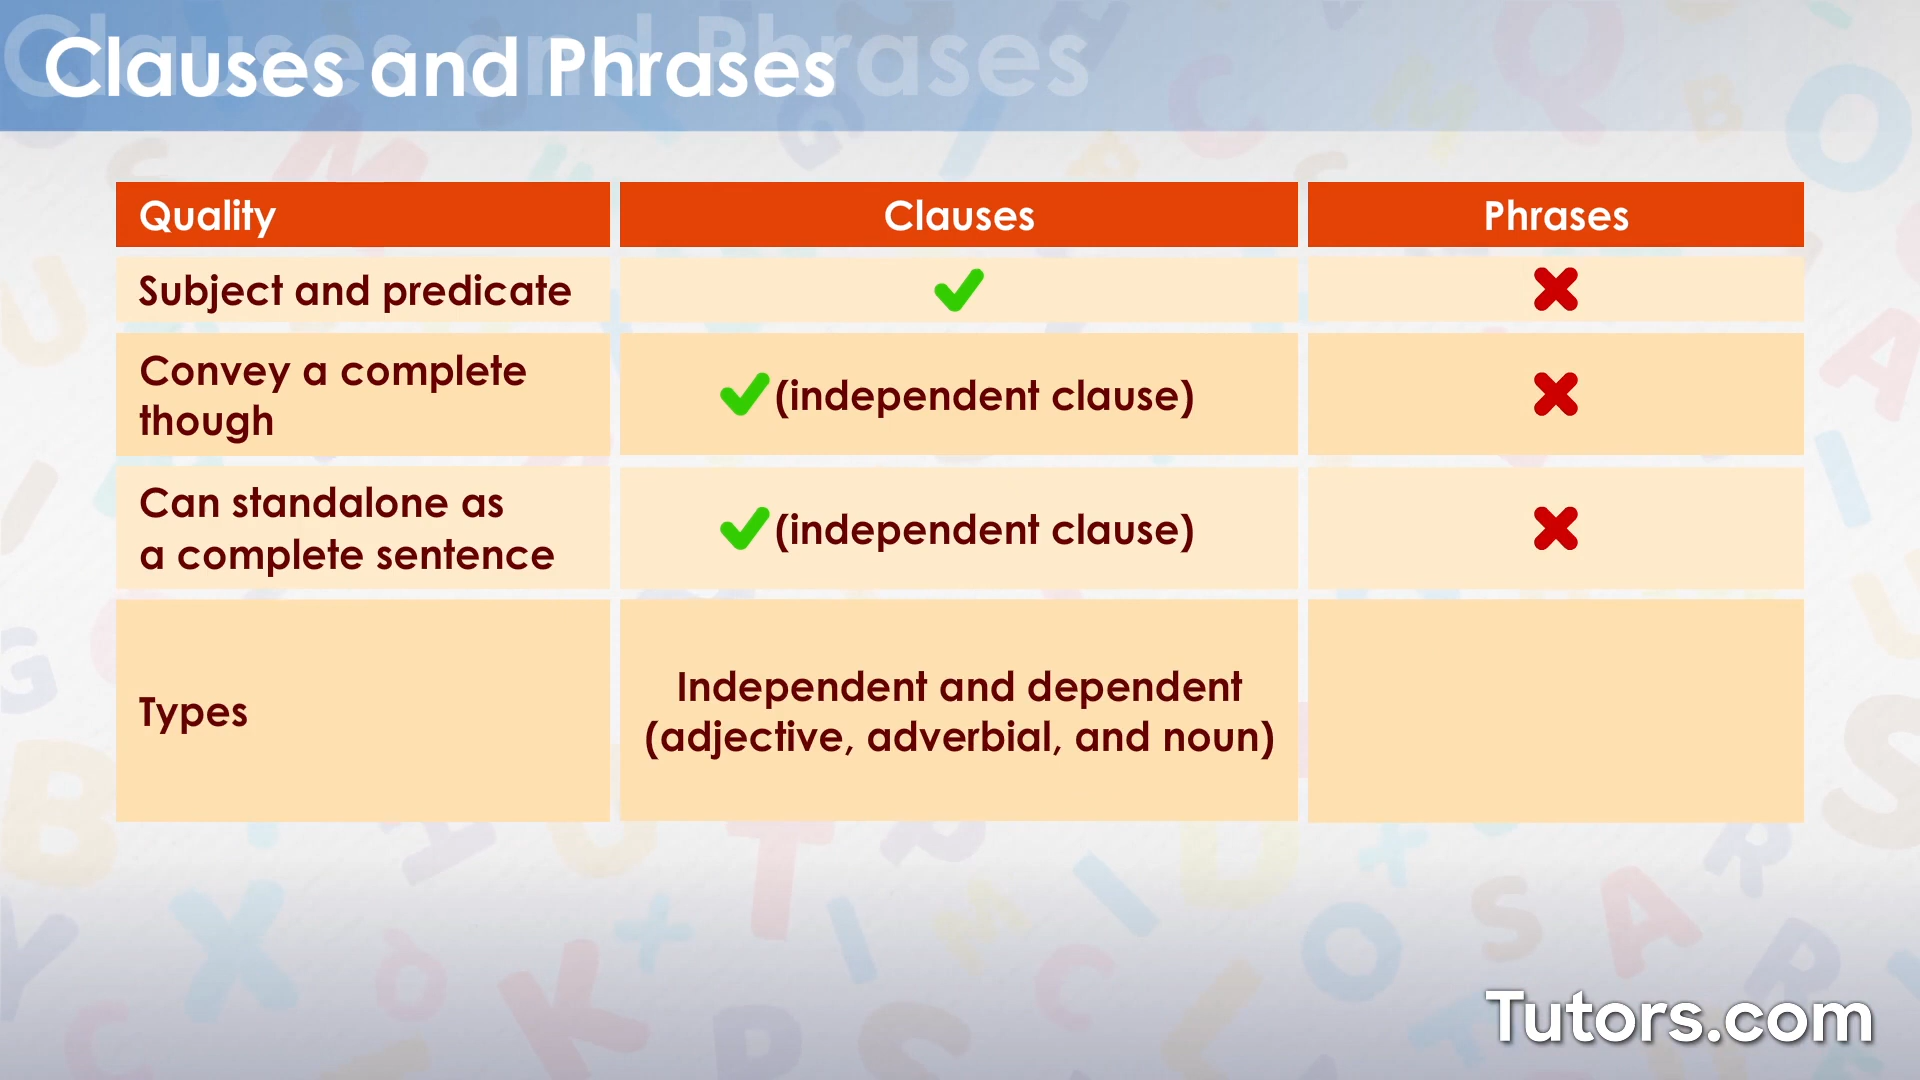 Clauses and Phrases
Quality Clauses Phrases
Subject and predicate
Convey a complete
though
(independent clause)
Can standalone as
a complete sentence
(independent clause)
Types
Independent and dependent
(adjective, adverbial, and noun)
Tutors.com